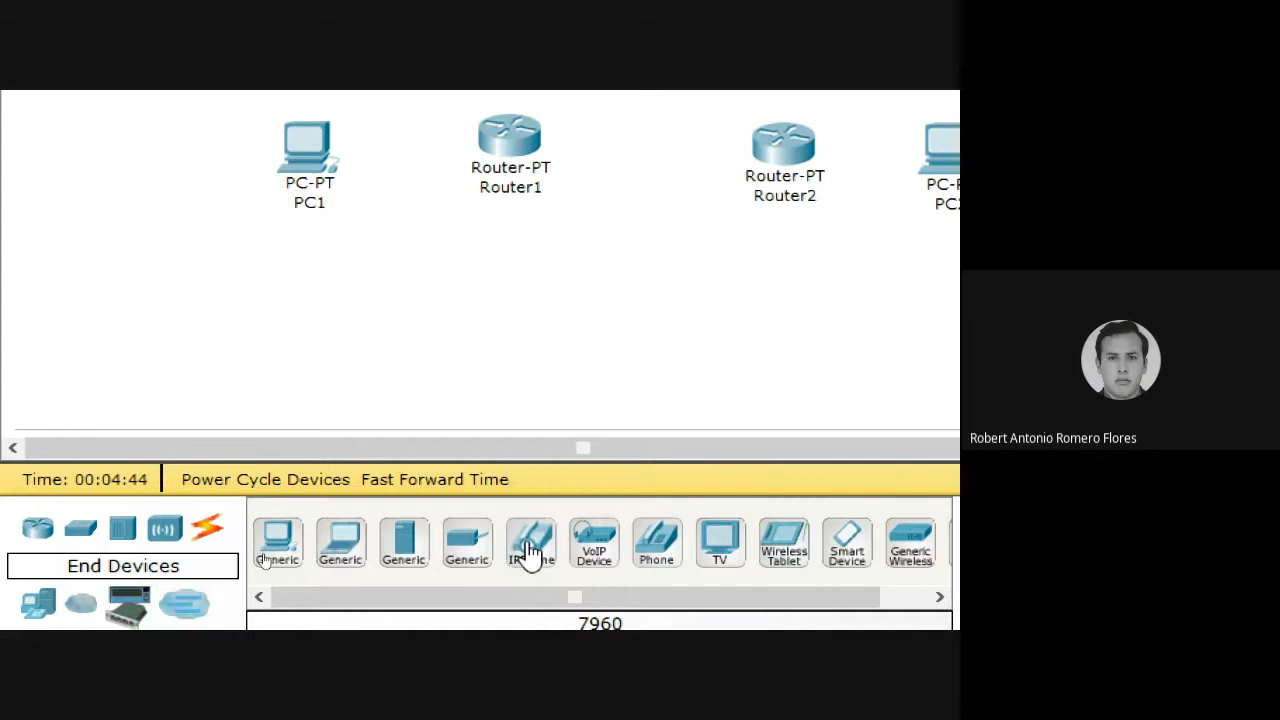 PC-PT
PC1
Router-PT
Router1
Router-PT
Router2
Robert Antonio Romero Flores
Time: 00:04:44 Power Cycle Devices Fast Forward Time
End Devices
Generic
Generic
Generic
VoIP
Device
Phone
TV
Wireless
Tablet
Smart
Device
Generic
Wireless
7960